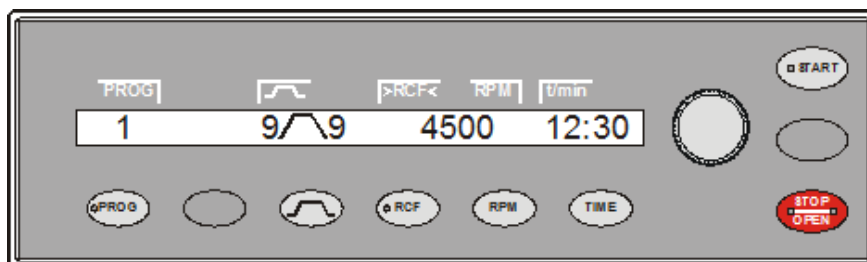 PROG >RCF< RPM t/min
START
1 9 9 4500 12:30
PROG RCF RPM TIME
STOP
OPEN